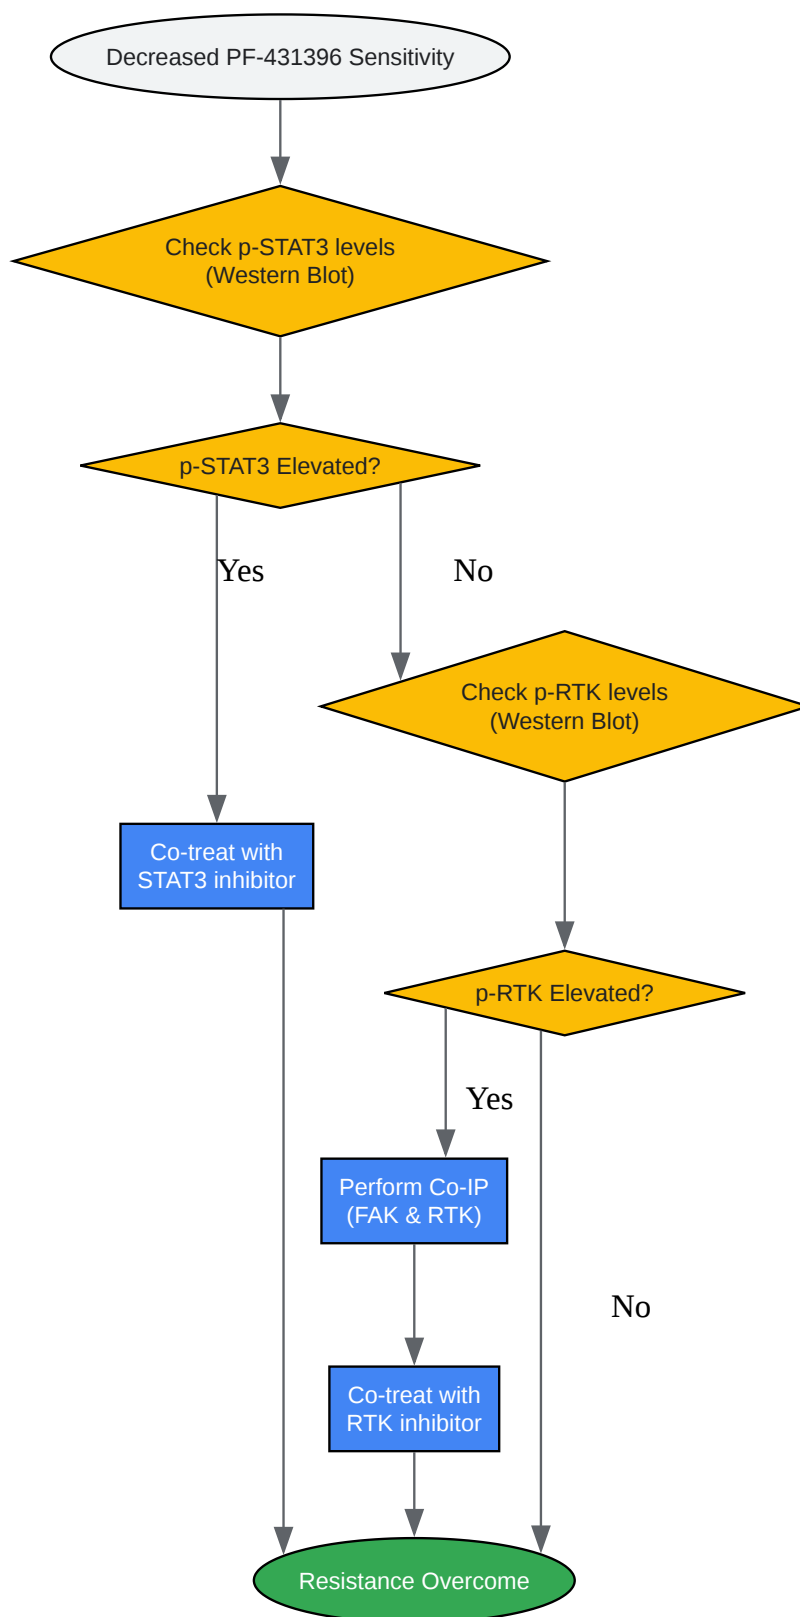 Decreased PF-431396 Sensitivity
Check p-STAT3 levels
(Western Blot)
p-STAT3 Elevated?
Yes
No
Check p-RTK levels
(Western Blot)
Co-treat with
STAT3 inhibitor
p-RTK Elevated?
Yes
Perform Co-IP
(FAK & RTK)
No
Co-treat with
RTK inhibitor
Resistance Overcome